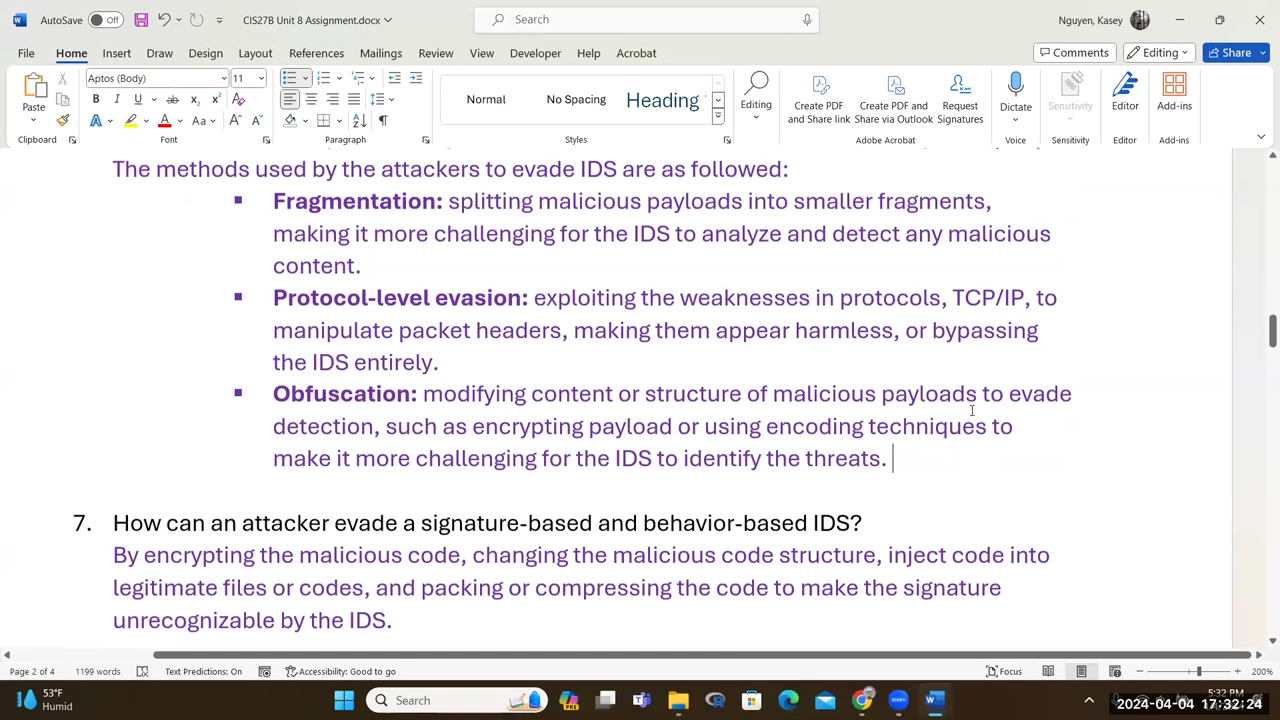 AutoSave Off CIS27B Unit 8 Assignment.docx Search Nguyen, Kasey
File Home Insert Draw Design Layout References Mailings Review View Developer Help Acrobat Comments Editing Share
Aptos (Body) 11
Paste
Normal No Spacing Heading
Editing
Create PDF and Share link
Create PDF and Share via Outlook
Request Signatures
Dictate
Sensitivity
Editor
Add-ins
Clipboard Font Paragraph Styles Adobe Acrobat Voice Sensitivity Editor Add-ins
The methods used by the attackers to evade IDS are as followed:
▪ Fragmentation: splitting malicious payloads into smaller fragments,
making it more challenging for the IDS to analyze and detect any malicious
content.
▪ Protocol-level evasion: exploiting the weaknesses in protocols, TCP/IP, to
manipulate packet headers, making them appear harmless, or bypassing
the IDS entirely.
▪ Obfuscation: modifying content or structure of malicious payloads to evade
detection, such as encrypting payload or using encoding techniques to
make it more challenging for the IDS to identify the threats.
7. How can an attacker evade a signature-based and behavior-based IDS?
By encrypting the malicious code, changing the malicious code structure, inject code into
legitimate files or codes, and packing or compressing the code to make the signature
unrecognizable by the IDS.
Page 2 of 4 1199 words Text Predictions: On Accessibility: Good to go Focus 200%
53°F
Humid
Search
5:32 PM
2024-04-04 17:32:24